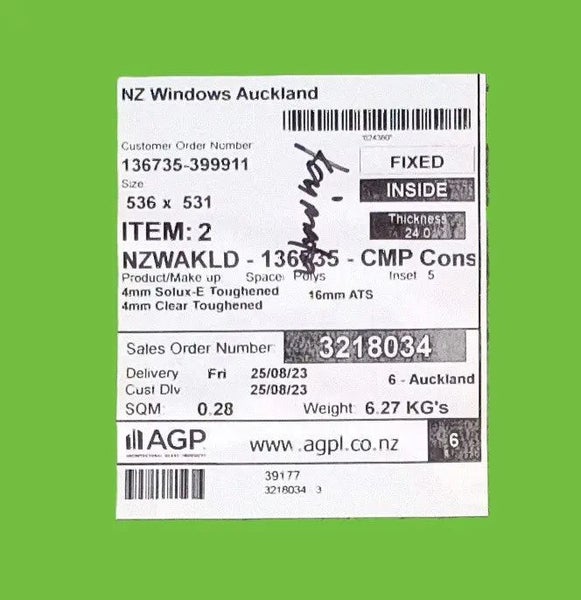 NZ Windows Auckland
Customer Order Number
136735-399911
FIXED
Size
INSIDE
536 x 531
Thickness
24.0
ITEM: 2
NZWAKLD - 136735 - CMP Cons
Product/Make up Space: Polys Inset 5
4mm Solux-E Toughened 16mm ATS
4mm Clear Toughened
Sales Order Number 3218034
Delivery Fri 25/08/23
6 - Auckland
Cust Dlv 25/08/23
SQM: 0.28 Weight: 6.27 KG's
AGP www.agpl.co.nz 6
39177
3218034 3